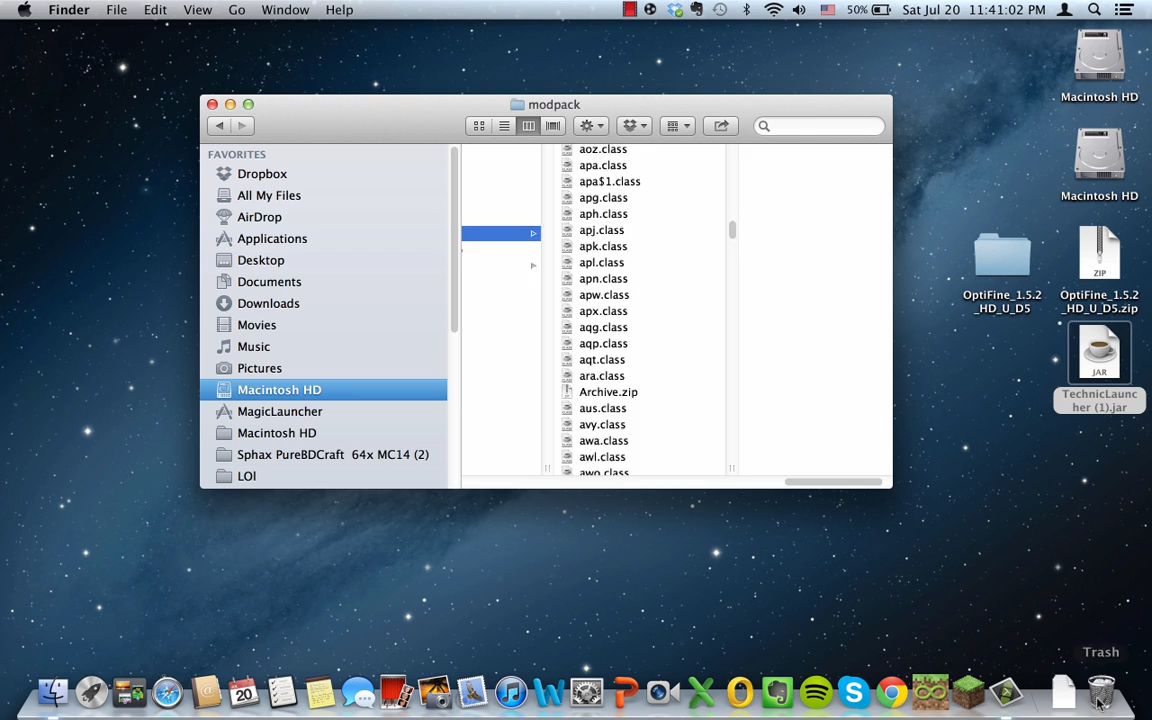 Finder File Edit View Go Window Help
50% Sat Jul 20 11:41:02 PM
modpack
FAVORITES
Dropbox
All My Files
AirDrop
Applications
Desktop
Documents
Downloads
Movies
Music
Pictures
Macintosh HD
MagicLauncher
Macintosh HD
Sphax PureBDCraft 64x MC14 (2)
LOl
aoz.class
apa.class
apa$1.class
apg.class
aph.class
apj.class
apk.class
apl.class
apn.class
apw.class
apx.class
aqg.class
aqp.class
aqt.class
ara.class
Archive.zip
aus.class
avy.class
awa.class
awl.class
awo.class
Macintosh HD
Macintosh HD
OptiFine_1.5.2
_HD_U_D5
ZIP
OptiFine_1.5.2
_HD_U_D5.zip
JAR
TechnicLaunc
her (1).jar
Trash
20